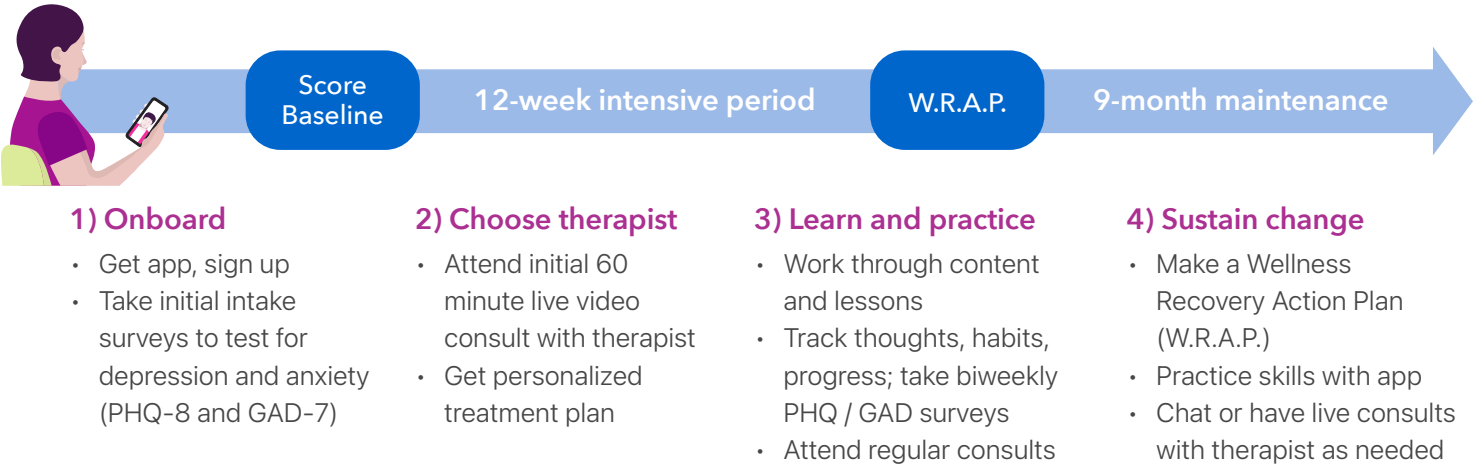 Score
Baseline
12-week intensive period
W.R.A.P.
9-month maintenance
1) Onboard
• Get app, sign up
• Take initial intake
surveys to test for
depression and anxiety
(PHQ-8 and GAD-7)
2) Choose therapist
• Attend initial 60
minute live video
consult with therapist
• Get personalized
treatment plan
3) Learn and practice
• Work through content
and lessons
• Track thoughts, habits,
progress; take biweekly
PHQ / GAD surveys
• Attend regular consults
4) Sustain change
• Make a Wellness
Recovery Action Plan
(W.R.A.P.)
• Practice skills with app
• Chat or have live consults
with therapist as needed